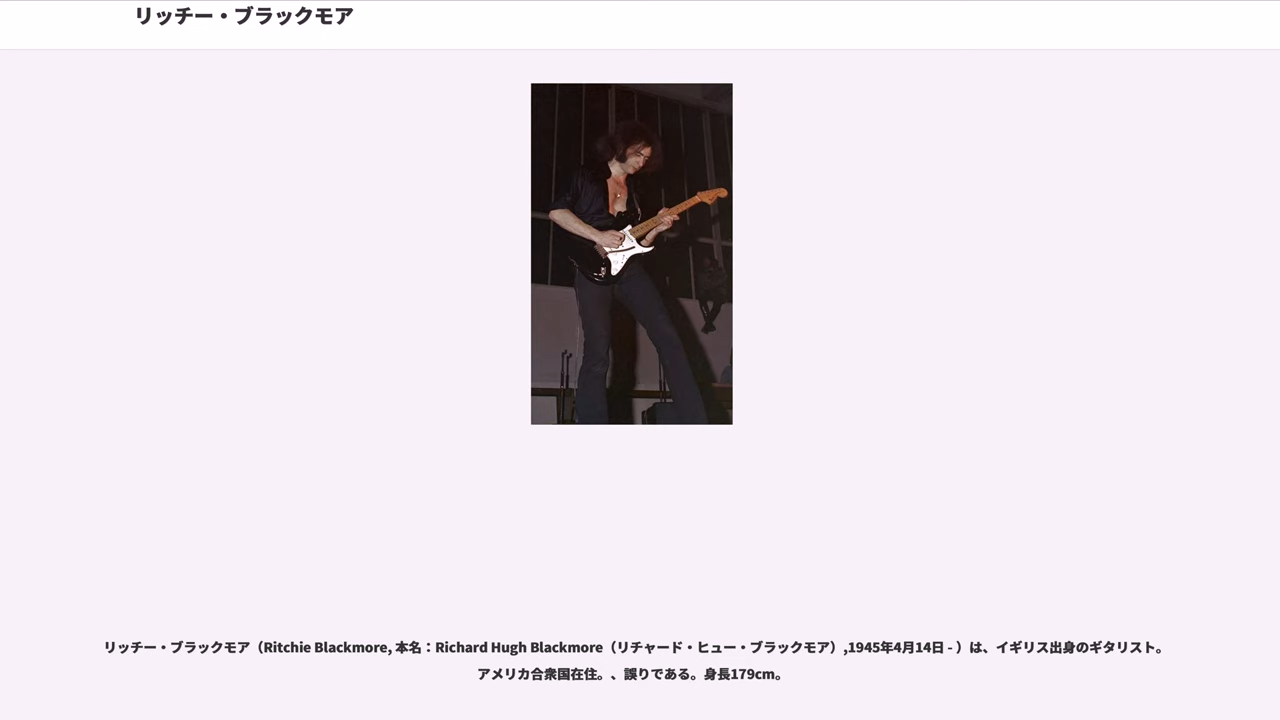 リッチー・ブラックモア
リッチー・ブラックモア（Ritchie Blackmore, 本名：Richard Hugh Blackmore（リチャード・ヒュー・ブラックモア）,1945年4月14日 - ）は、イギリス出身のギタリスト。
アメリカ合衆国在住。、誤りである。身長179cm。